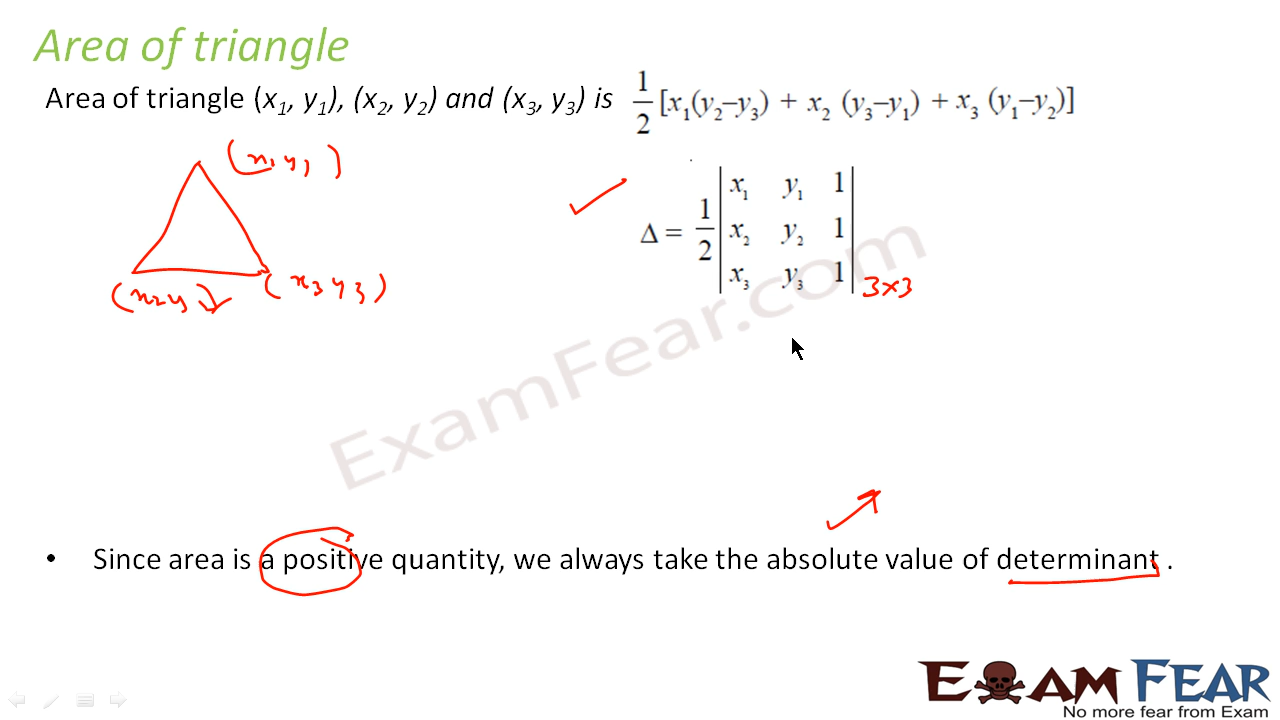 Area of triangle
Area of triangle (x₁, y₁), (x₂, y₂) and (x₃, y₃) is 1/2 [x₁(y₂–y₃) + x₂ (y₃–y₁) + x₃ (y₁–y₂)]
(x₁ y₁)
x₁ y₁ 1
Δ = 1/2 x₂ y₂ 1
x₃ y₃ 1 3×3
(x₂ y₂) (x₃ y₃)
ExamFear.com
• Since area is a positive quantity, we always take the absolute value of determinant .
EXAM FEAR
No more fear from Exam